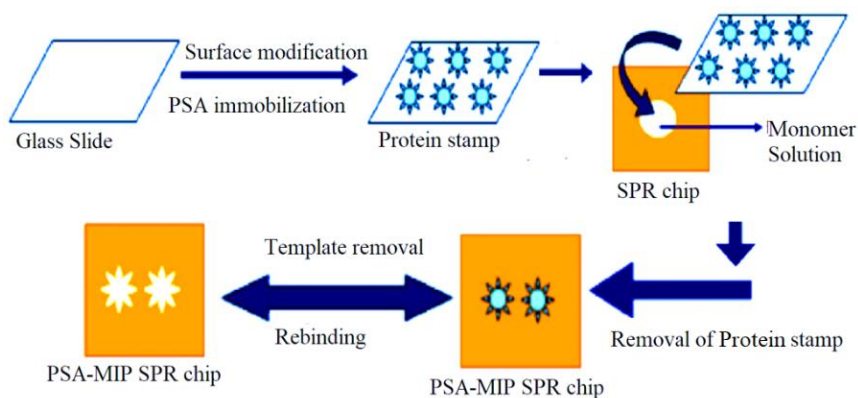 Surface modification
PSA immobilization
Glass Slide
Protein stamp
Monomer
Solution
SPR chip
Template removal
Rebinding
Removal of Protein stamp
PSA-MIP SPR chip
PSA-MIP SPR chip